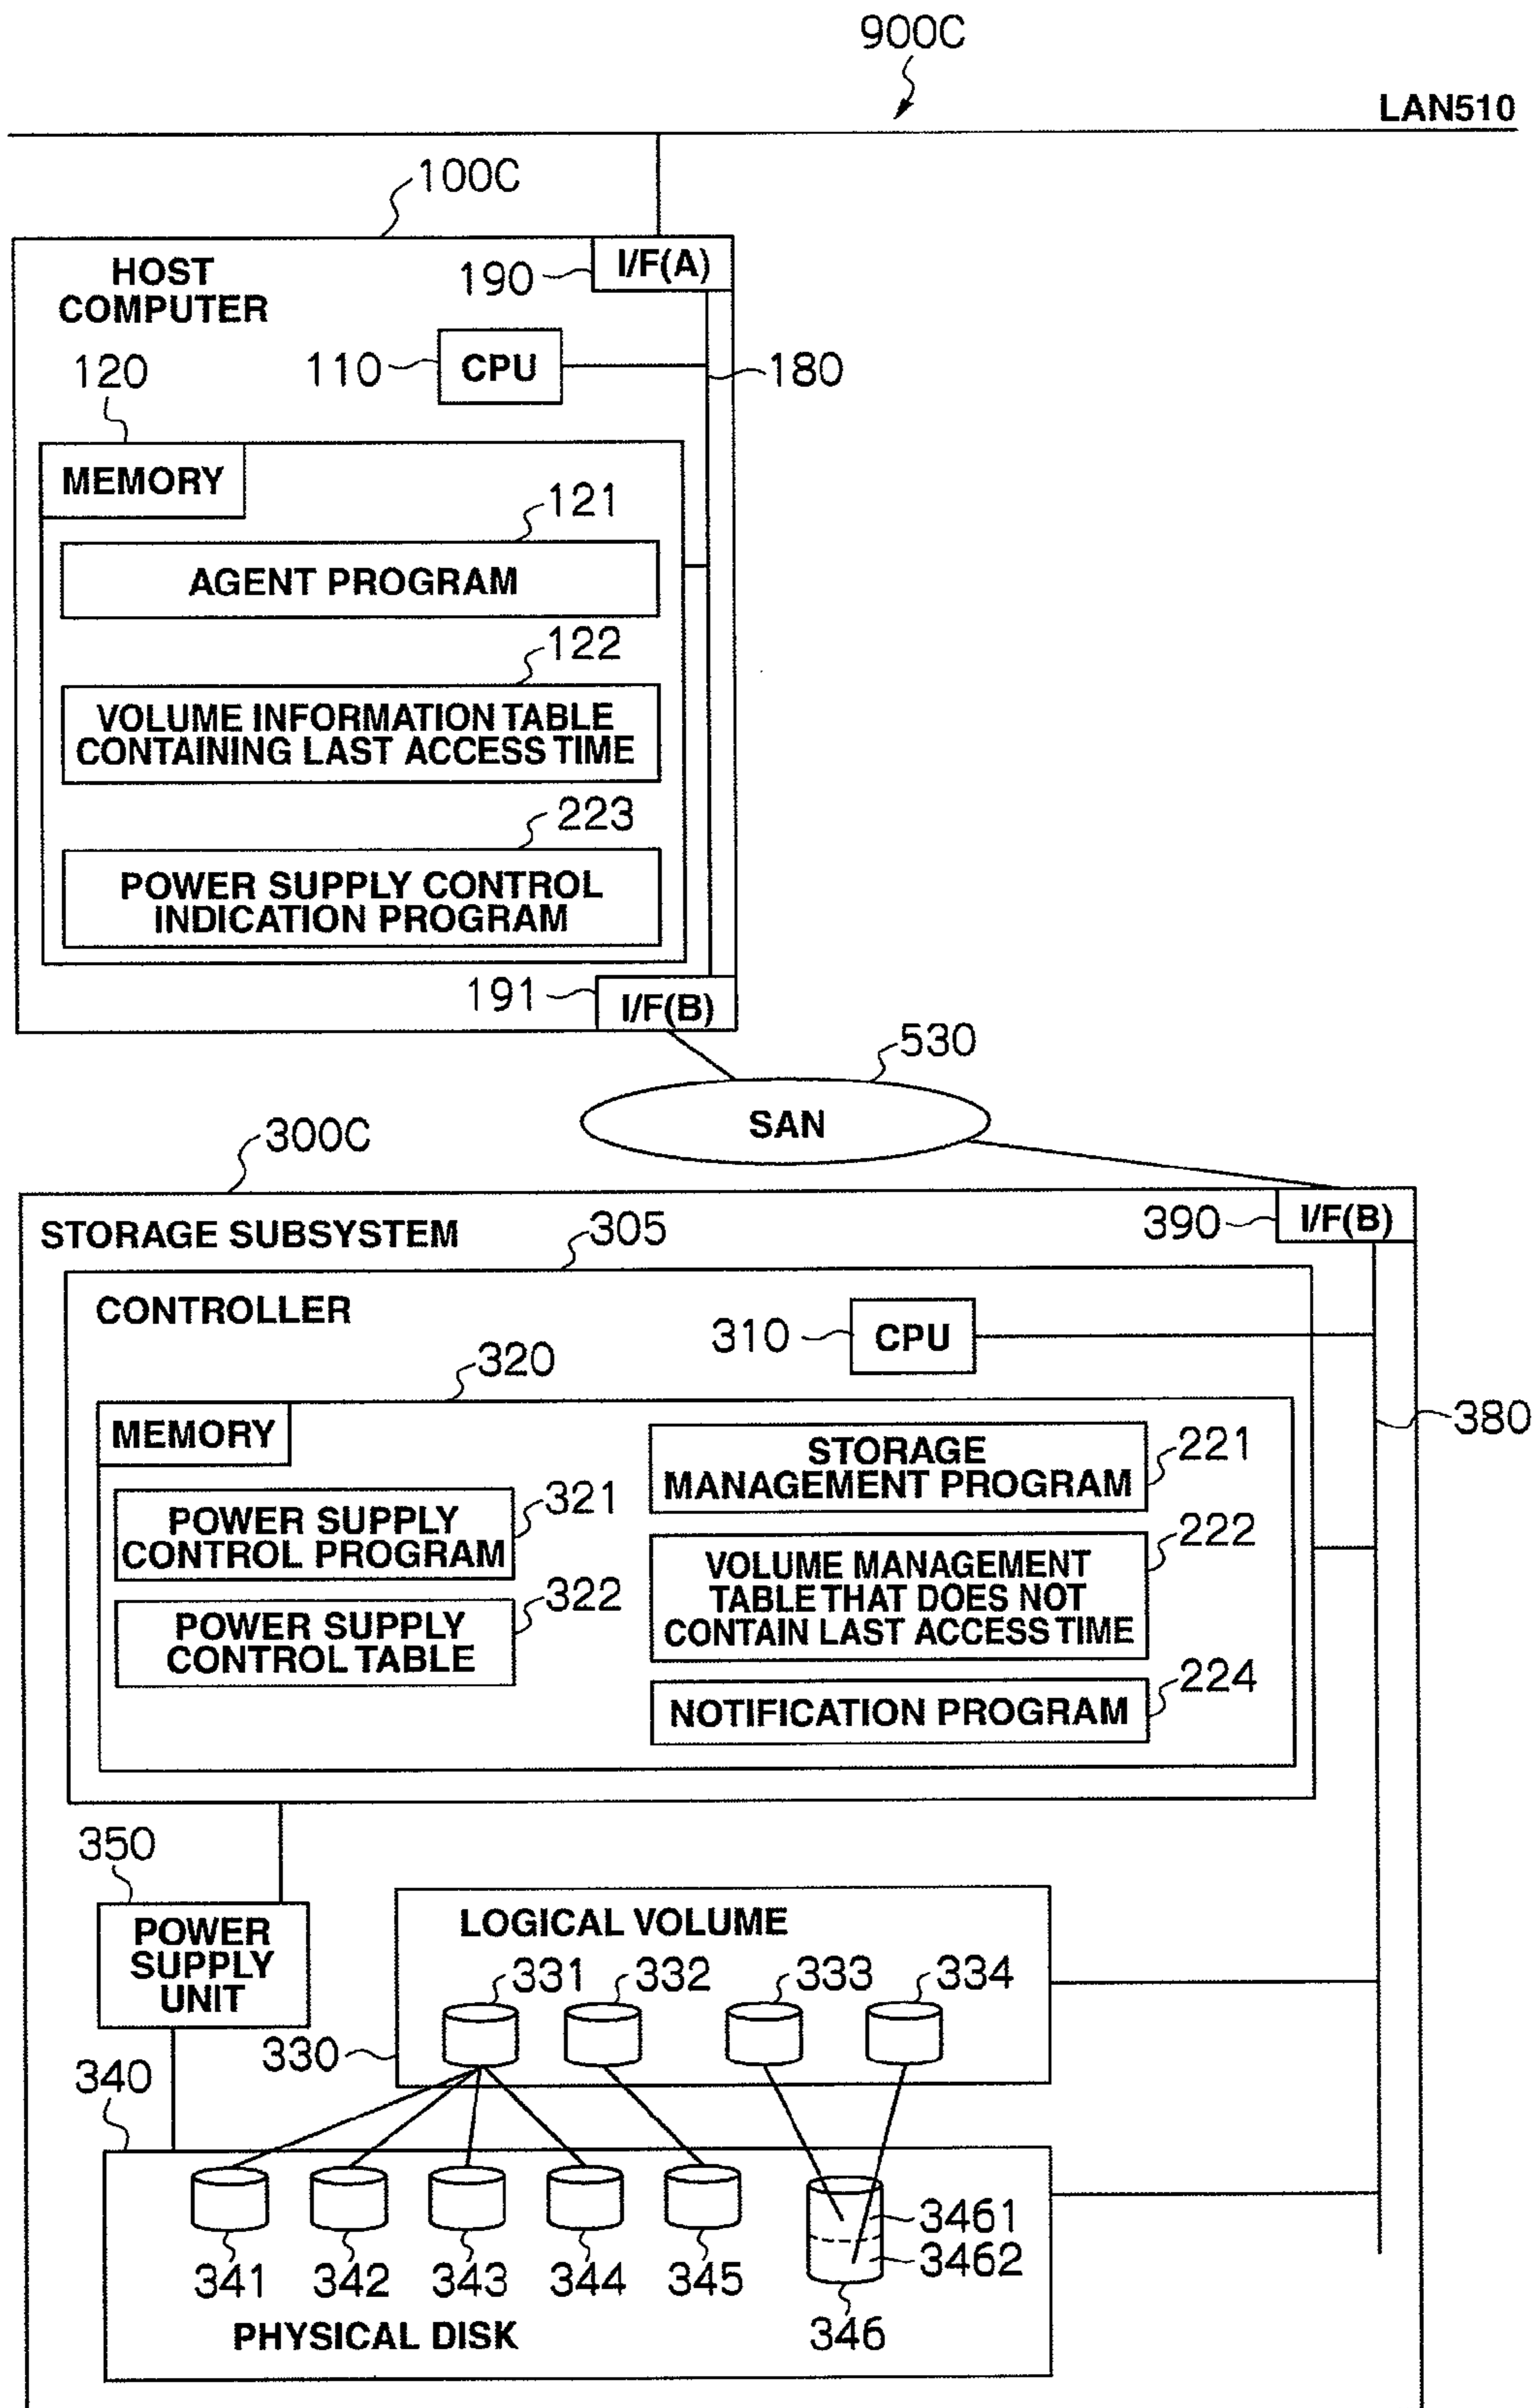 900C
LAN510
100C
HOST
COMPUTER
190
I/F(A)
110
CPU
180
120
MEMORY
121
AGENT PROGRAM
122
VOLUME INFORMATION TABLE
CONTAINING LAST ACCESS TIME
223
POWER SUPPLY CONTROL
INDICATION PROGRAM
191
I/F(B)
530
SAN
300C
STORAGE SUBSYSTEM
305
390
I/F(B)
CONTROLLER
310
CPU
320
380
MEMORY
STORAGE
MANAGEMENT PROGRAM
221
POWER SUPPLY
CONTROL PROGRAM
321
VOLUME MANAGEMENT
TABLE THAT DOES NOT
CONTAIN LAST ACCESS TIME
222
POWER SUPPLY
CONTROL TABLE
322
NOTIFICATION PROGRAM
224
350
POWER
SUPPLY
UNIT
LOGICAL VOLUME
331
332
333
334
330
340
341
342
343
344
345
3461
3462
346
PHYSICAL DISK